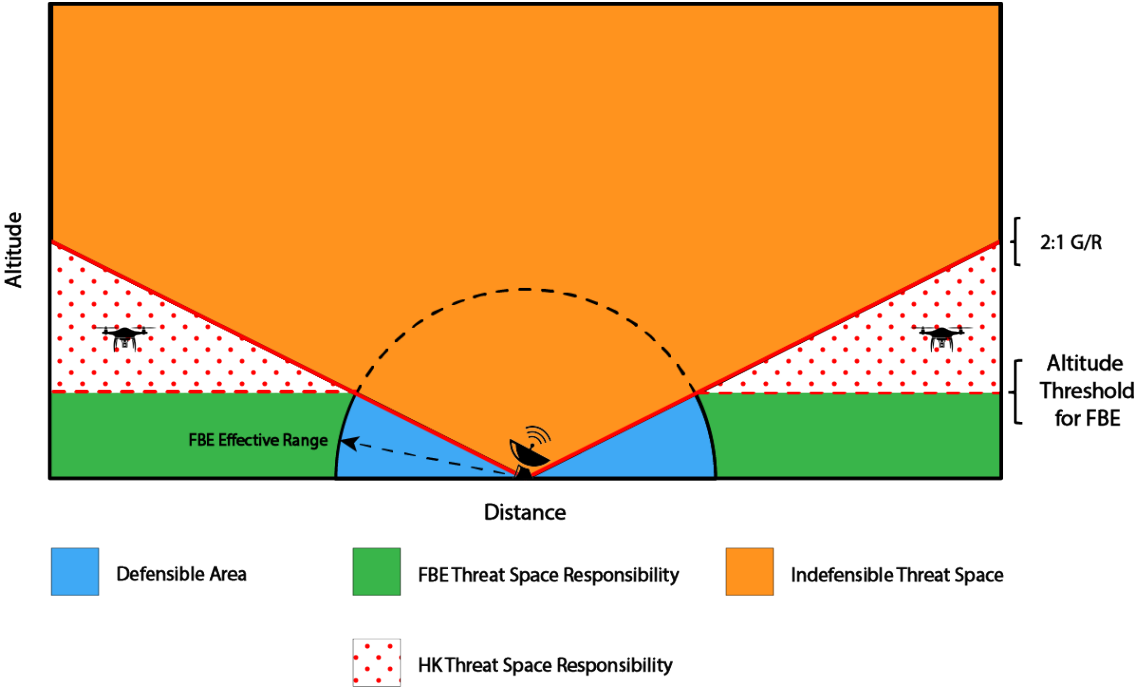 Altitude
2:1 G/R
Altitude
Threshold
for FBE
FBE Effective Range
Distance
Defensible Area
FBE Threat Space Responsibility
Indefensible Threat Space
HK Threat Space Responsibility